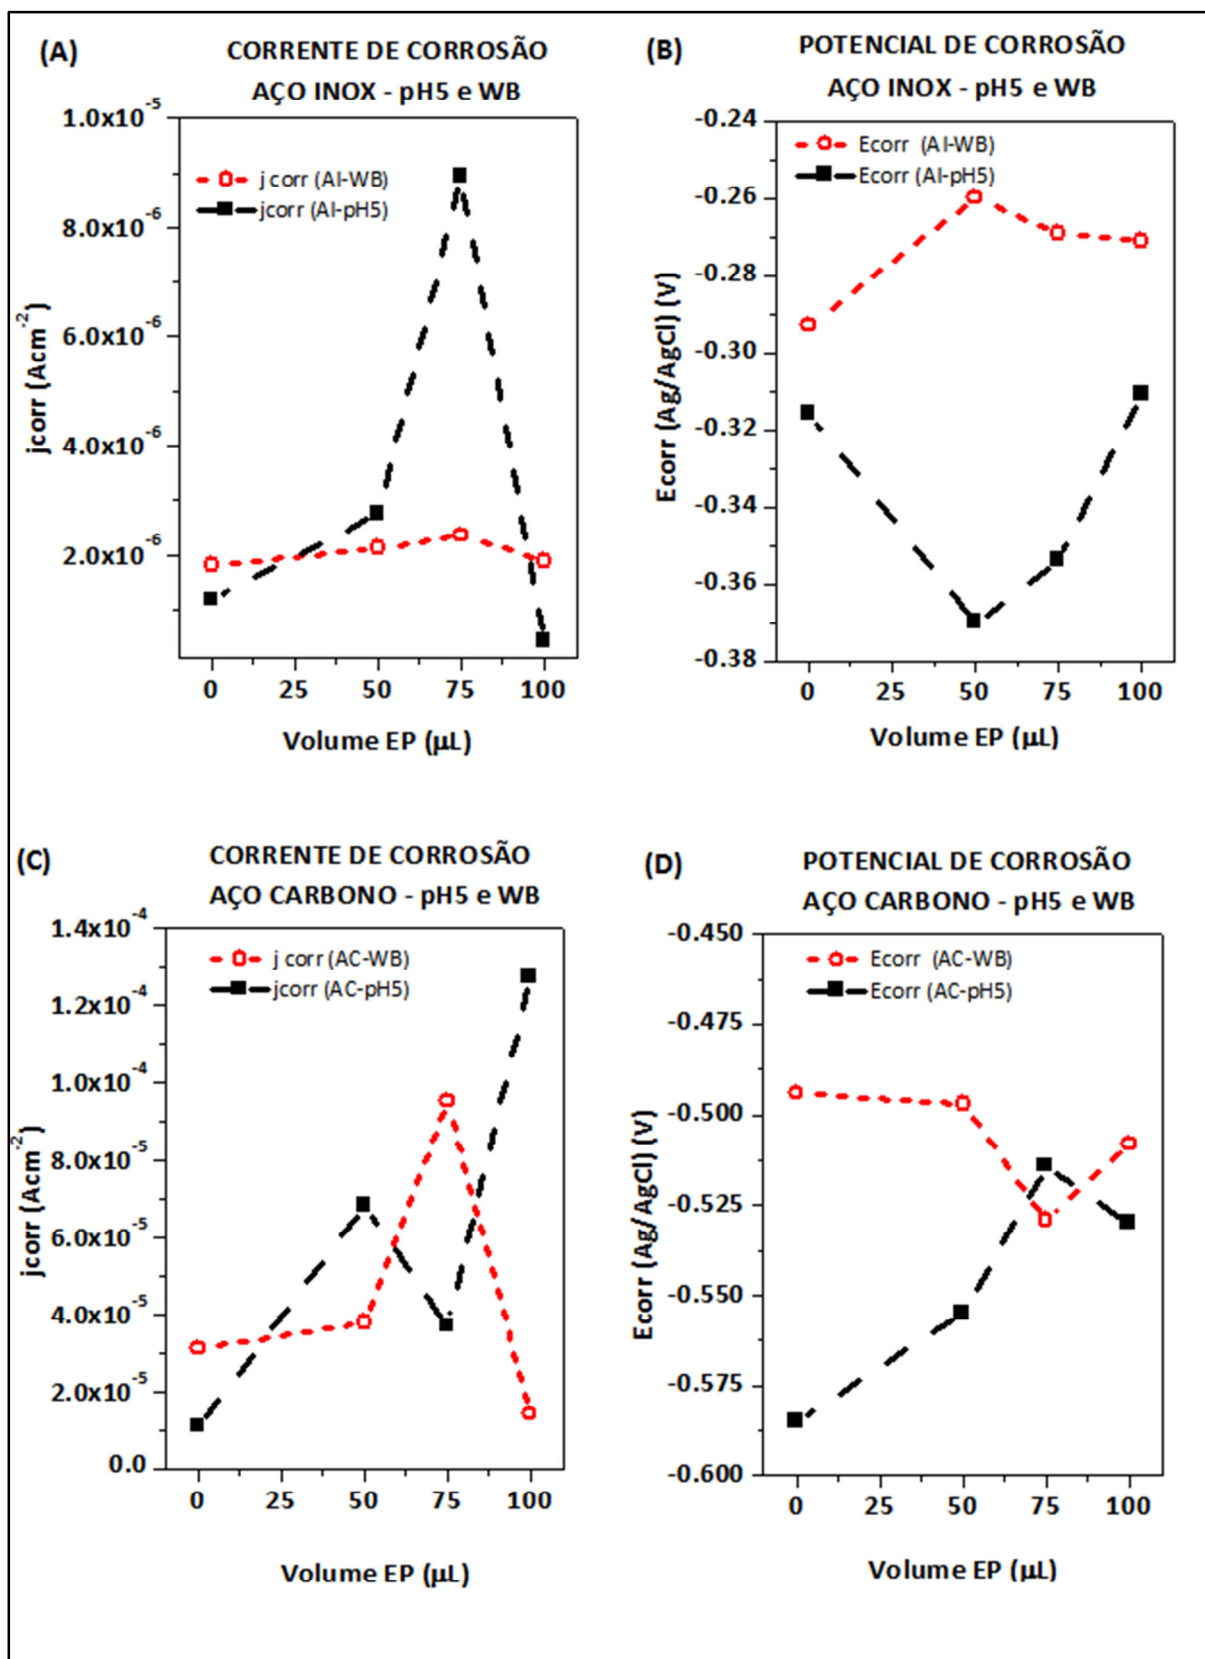 (A)
CORRENTE DE CORROSÃO
AÇO INOX - pH5 e WB
1.0x10⁻⁵
8.0x10⁻⁶
6.0x10⁻⁶
4.0x10⁻⁶
2.0x10⁻⁶
jcorr (Acm⁻²)
j corr (AI-WB)
jcorr (AI-pH5)
0 25 50 75 100
Volume EP (µL)
(B)
POTENCIAL DE CORROSÃO
AÇO INOX - pH5 e WB
-0.24
-0.26
-0.28
-0.30
-0.32
-0.34
-0.36
-0.38
Ecorr (Ag/AgCl) (V)
Ecorr (AI-WB)
Ecorr (AI-pH5)
0 25 50 75 100
Volume EP (µL)
(C)
CORRENTE DE CORROSÃO
AÇO CARBONO - pH5 e WB
1.4x10⁻⁴
1.2x10⁻⁴
1.0x10⁻⁴
8.0x10⁻⁵
6.0x10⁻⁵
4.0x10⁻⁵
2.0x10⁻⁵
0.0
jcorr (Acm⁻²)
j corr (AC-WB)
jcorr (AC-pH5)
0 25 50 75 100
Volume EP (µL)
(D)
POTENCIAL DE CORROSÃO
AÇO CARBONO - pH5 e WB
-0.450
-0.475
-0.500
-0.525
-0.550
-0.575
-0.600
Ecorr (Ag/AgCl) (V)
Ecorr (AC-WB)
Ecorr (AC-pH5)
0 25 50 75 100
Volume EP (µL)